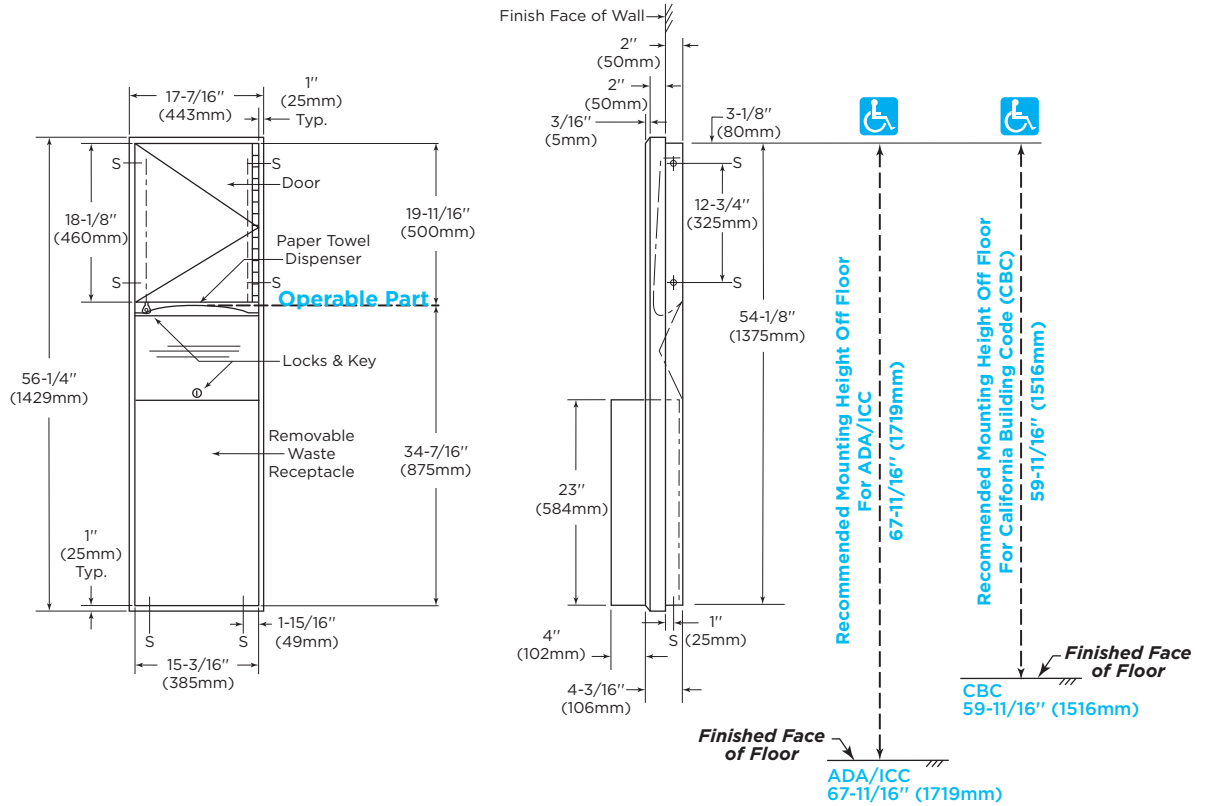 Finish Face of Wall
2''
(50mm)
2''
(50mm)
3/16''
(5mm)
3-1/8''
(80mm)
17-7/16''
(443mm)
1''
(25mm)
Typ.
S
S
S
S
Door
18-1/8''
(460mm)
19-11/16''
(500mm)
Paper Towel
Dispenser
Operable Part
Locks & Key
56-1/4''
(1429mm)
Removable
Waste
Receptacle
34-7/16''
(875mm)
1''
(25mm)
Typ.
S
S
1-15/16''
(49mm)
15-3/16''
(385mm)
S
12-3/4''
(325mm)
S
54-1/8''
(1375mm)
23''
(584mm)
4''
(102mm)
S
1''
(25mm)
4-3/16''
(106mm)
Recommended Mounting Height Off Floor
For ADA/ICC
67-11/16'' (1719mm)
Recommended Mounting Height Off Floor
For California Building Code (CBC)
59-11/16'' (1516mm)
Finished Face
of Floor
CBC
59-11/16'' (1516mm)
Finished Face
of Floor
ADA/ICC
67-11/16'' (1719mm)